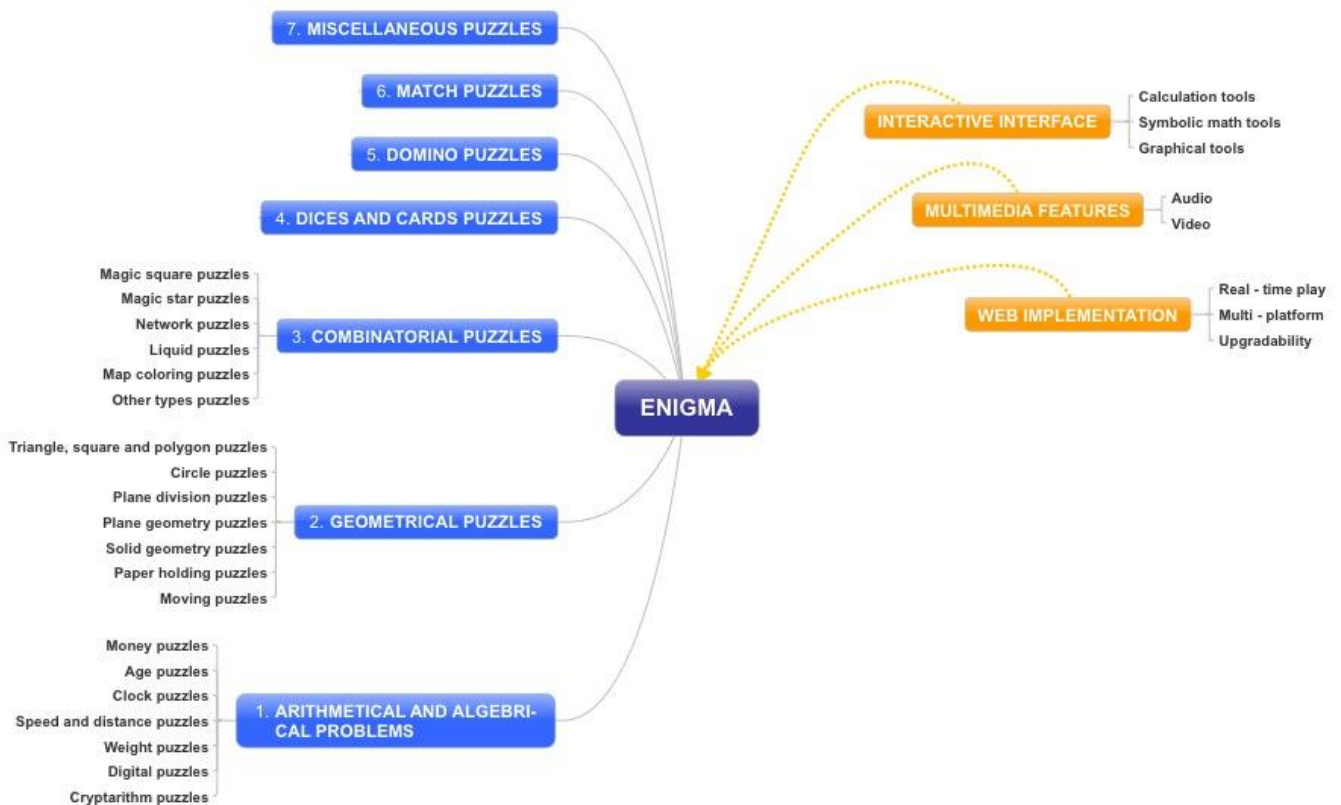 7. MISCELLANEOUS PUZZLES
6. MATCH PUZZLES
5. DOMINO PUZZLES
4. DICES AND CARDS PUZZLES
Magic square puzzles
Magic star puzzles
Network puzzles
Liquid puzzles
Map coloring puzzles
Other types puzzles
3. COMBINATORIAL PUZZLES
Triangle, square and polygon puzzles
Circle puzzles
Plane division puzzles
Plane geometry puzzles
Solid geometry puzzles
Paper holding puzzles
Moving puzzles
2. GEOMETRICAL PUZZLES
Money puzzles
Age puzzles
Clock puzzles
Speed and distance puzzles
Weight puzzles
Digital puzzles
Cryptarithm puzzles
1. ARITHMETICAL AND ALGEBRI-
CAL PROBLEMS
ENIGMA
INTERACTIVE INTERFACE
Calculation tools
Symbolic math tools
Graphical tools
MULTIMEDIA FEATURES
Audio
Video
WEB IMPLEMENTATION
Real - time play
Multi - platform
Upgradability